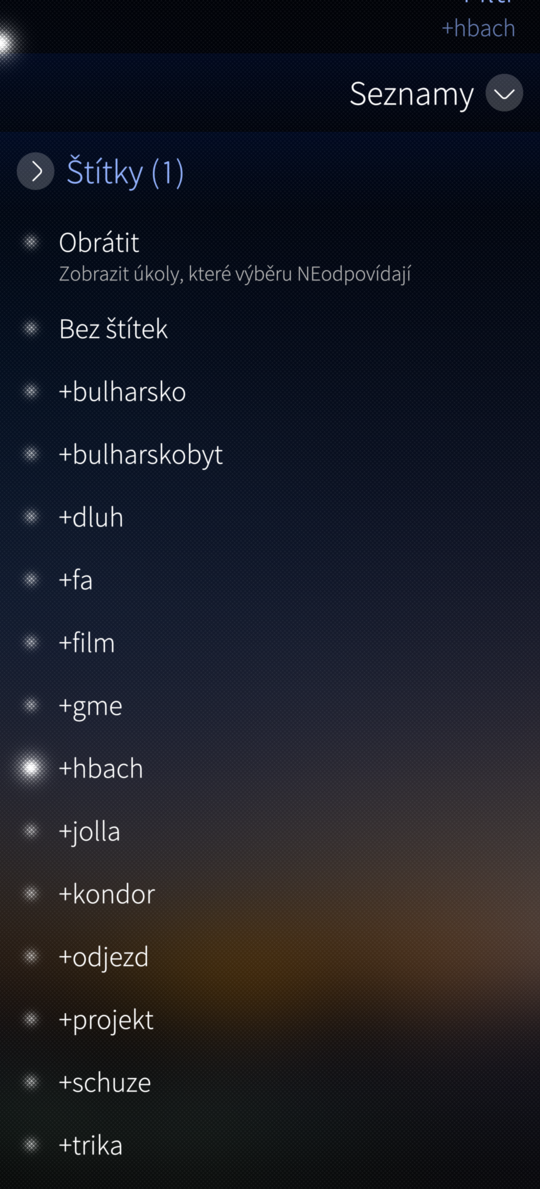 +hbach
Seznamy
Štítky (1)
Obrátit
Zobrazit úkoly, které výběru NEodpovídají
Bez štítek
+bulharsko
+bulharskobyt
+dluh
+fa
+film
+gme
+hbach
+jolla
+kondor
+odjezd
+projekt
+schuze
+trika